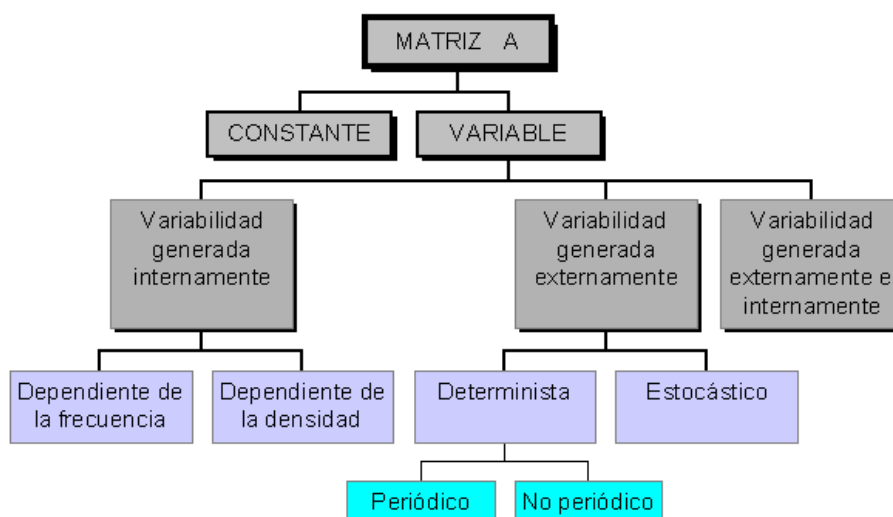 MATRIZ A
CONSTANTE
VARIABLE
Variabilidad
generada
internamente
Variabilidad
generada
externamente
Variabilidad
generada
externamente e
internamente
Dependiente de
la frecuencia
Dependiente de
la densidad
Determinista
Estocástico
Periódico
No periódico